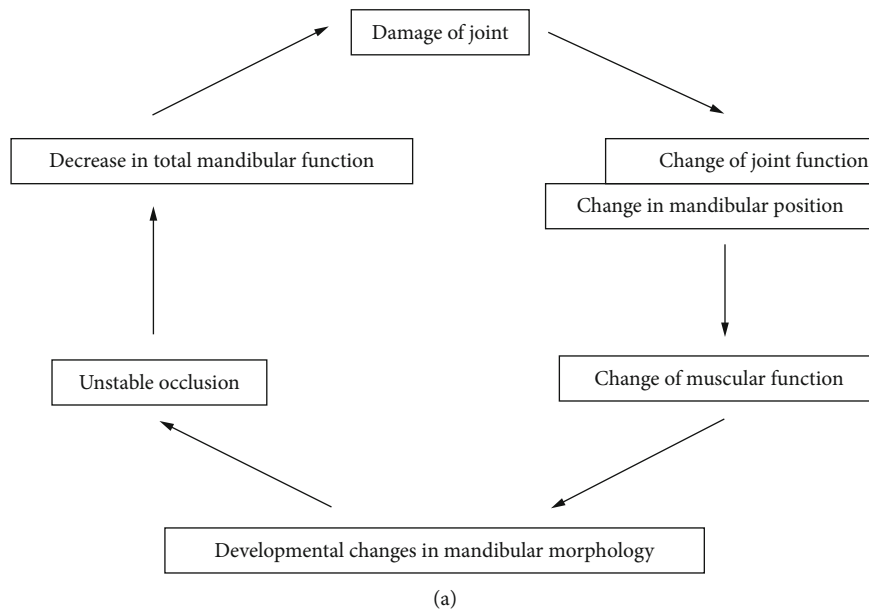 Damage of joint
Decrease in total mandibular function
Change of joint function
Change in mandibular position
Unstable occlusion
Change of muscular function
Developmental changes in mandibular morphology
(a)